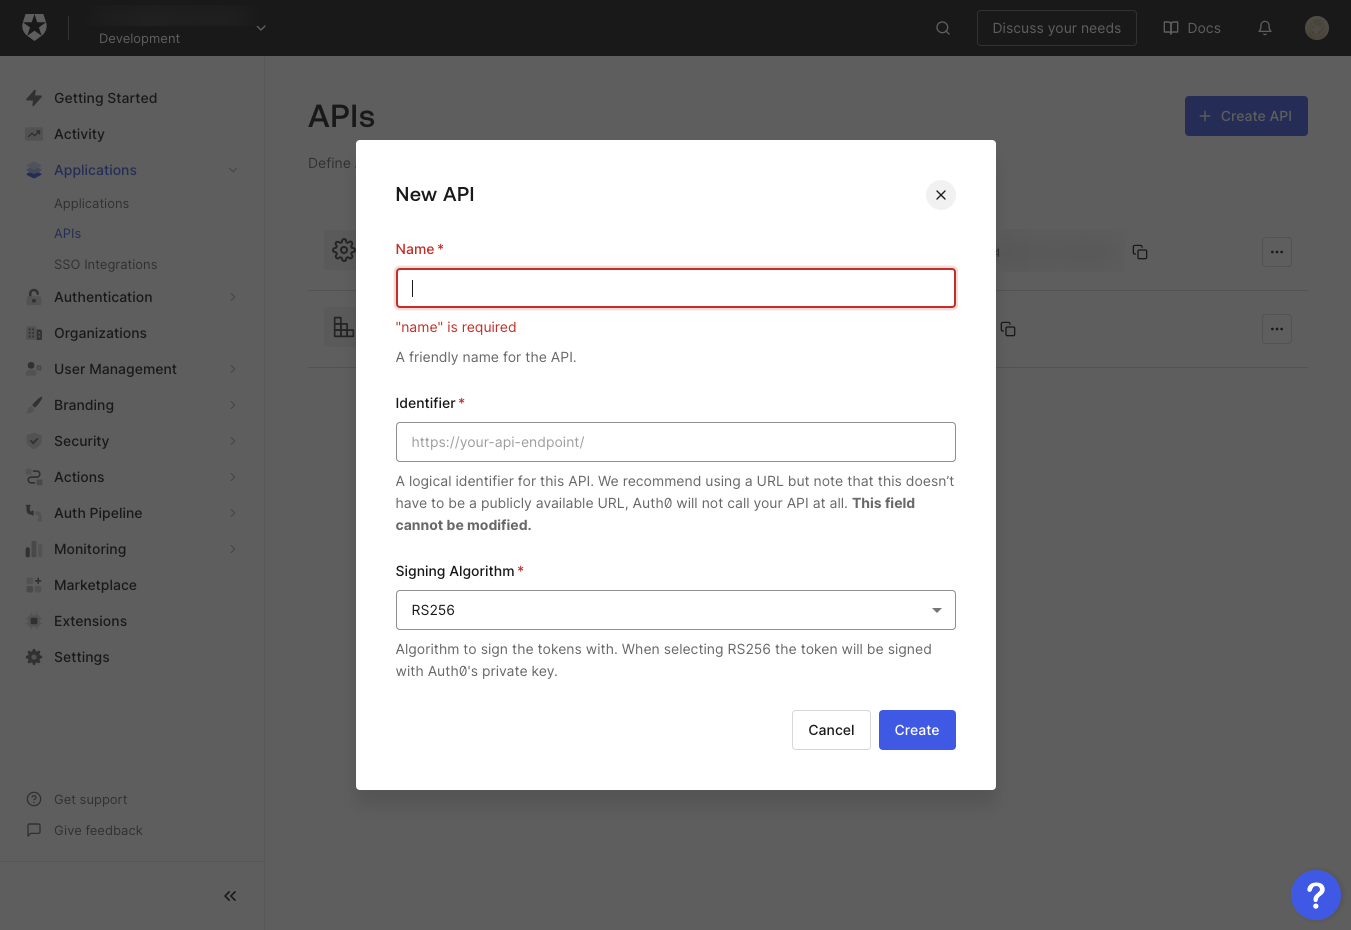 Development
Discuss your needs
Docs
Getting Started
Activity
Applications
Applications
APIs
SSO Integrations
Authentication
Organizations
User Management
Branding
Security
Actions
Auth Pipeline
Monitoring
Marketplace
Extensions
Settings
Get support
Give feedback
APIs
+ Create API
Define
New API
Name *
"name" is required
A friendly name for the API.
Identifier *
https://your-api-endpoint/
A logical identifier for this API. We recommend using a URL but note that this doesn't
have to be a publicly available URL, Auth0 will not call your API at all. This field
cannot be modified.
Signing Algorithm *
RS256
Algorithm to sign the tokens with. When selecting RS256 the token will be signed
with Auth0's private key.
Cancel
Create
?